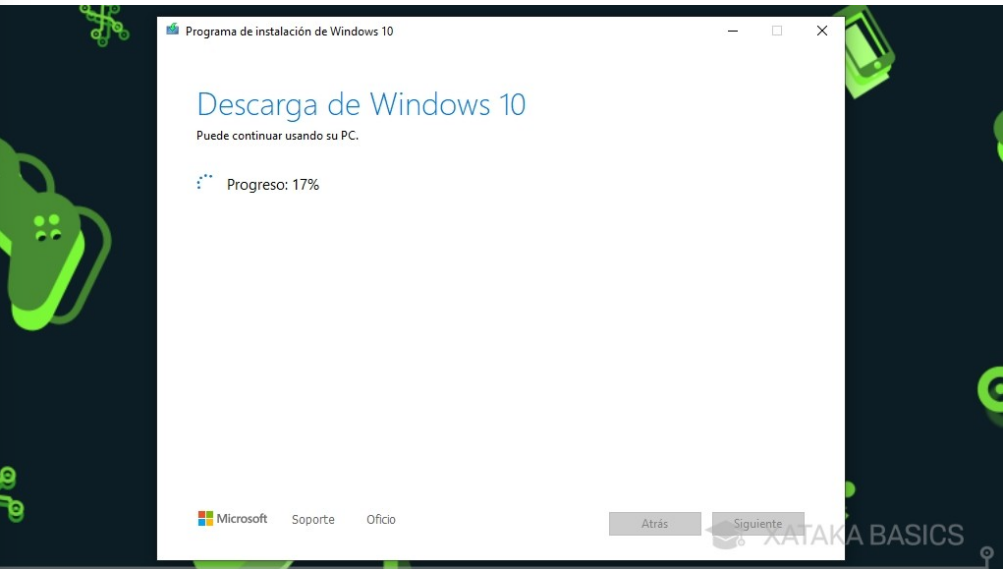 Programa de instalación de Windows 10
Descarga de Windows 10
Puede continuar usando su PC.
Progreso: 17%
Microsoft Soporte Oficio
Atrás Siguiente
XATAKA BASICS